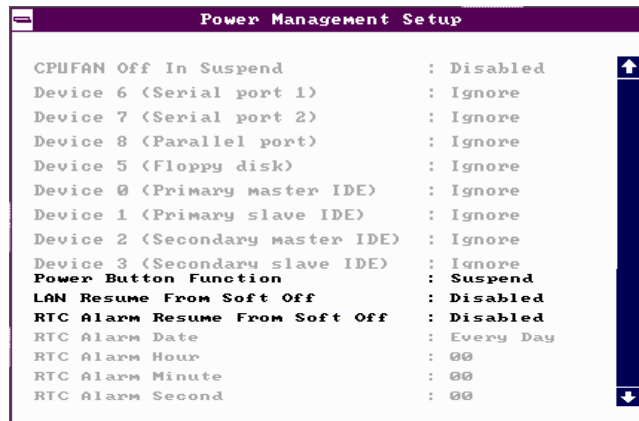 Power Management Setup
CPUFAN Off In Suspend : Disabled
Device 6 (Serial port 1) : Ignore
Device 7 (Serial port 2) : Ignore
Device 8 (Parallel port) : Ignore
Device 5 (Floppy disk) : Ignore
Device 0 (Primary master IDE) : Ignore
Device 1 (Primary slave IDE) : Ignore
Device 2 (Secondary master IDE) : Ignore
Device 3 (Secondary slave IDE) : Ignore
Power Button Function : Suspend
LAN Resume From Soft Off : Disabled
RTC Alarm Resume From Soft Off : Disabled
RTC Alarm Date : Every Day
RTC Alarm Hour : 00
RTC Alarm Minute : 00
RTC Alarm Second : 00